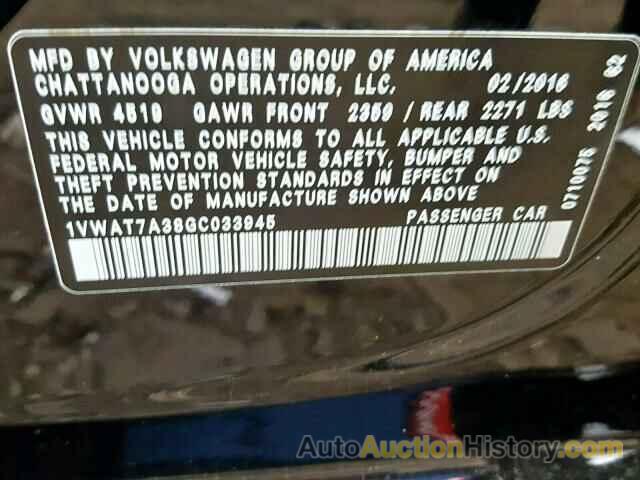 MFD BY VOLKSWAGEN GROUP OF AMERICA
CHATTANOOGA OPERATIONS, LLC. 02/2016
GVWR 4519 GAWR FRONT 2359 / REAR 2271 LBS
THIS VEHICLE CONFORMS TO ALL APPLICABLE U.S.
FEDERAL MOTOR VEHICLE SAFETY, BUMPER AND
THEFT PREVENTION STANDARDS IN EFFECT ON
THE DATE OF MANUFACTURE SHOWN ABOVE
1VWAT7A38GC033945 PASSENGER CAR
0710075 2016 62
AutoAuctionHistory.com